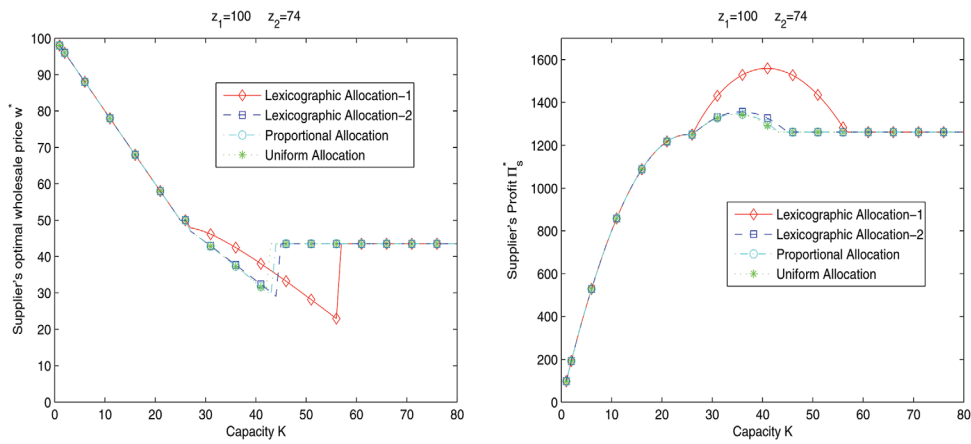 z1=100 z2=74
100
90
80
70
60
50
40
30
20
10
0
Supplier's optimal wholesale price w*
Lexicographic Allocation-1
Lexicographic Allocation-2
Proportional Allocation
Uniform Allocation
0 10 20 30 40 50 60 70 80
Capacity K
z1=100 z2=74
1600
1400
1200
1000
800
600
400
200
0
Supplier's Profit Πs*
Lexicographic Allocation-1
Lexicographic Allocation-2
Proportional Allocation
Uniform Allocation
0 10 20 30 40 50 60 70 80
Capacity K